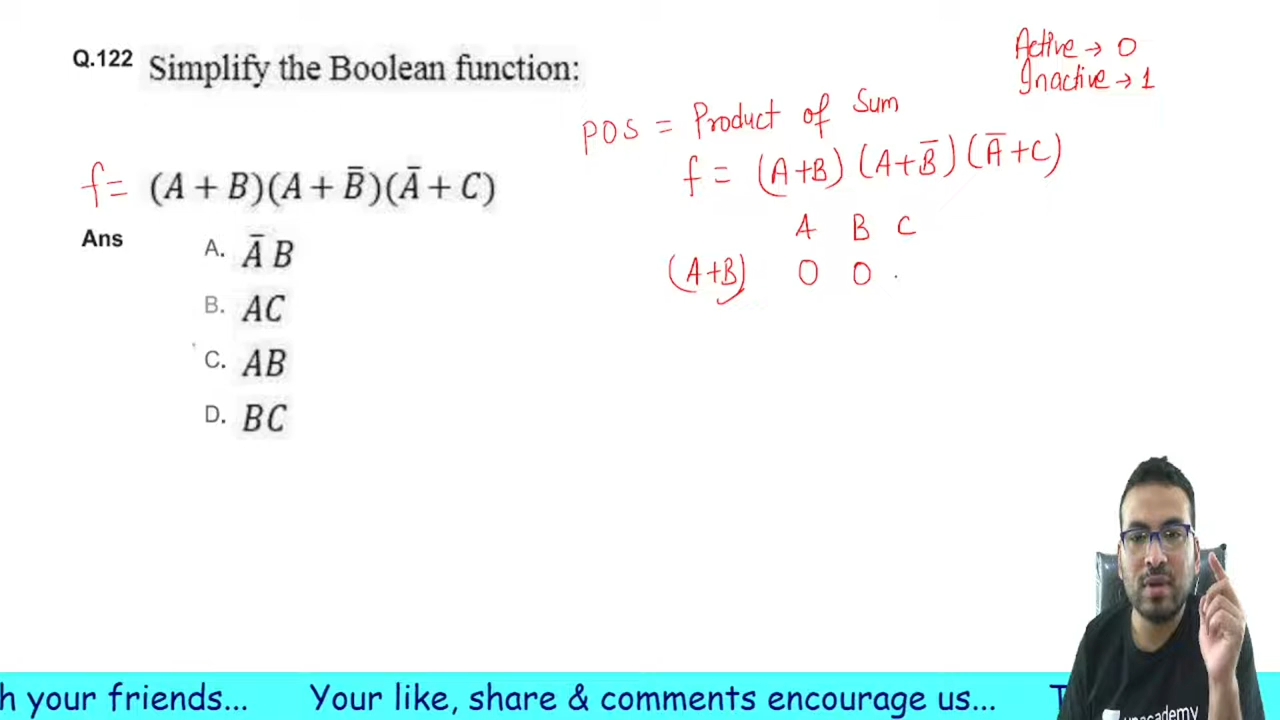 Q.122 Simplify the Boolean function:
f= (A + B)(A + B̅)(A̅ + C)
Ans
A. A̅ B
B. AC
C. AB
D. BC
Active → 0
Inactive → 1
POS = Product of Sum
f = (A+B) (A+B̅) (A̅+C)
A B C
(A+B) 0 0
h your friends... Your like, share & comments encourage us... T
unacademy